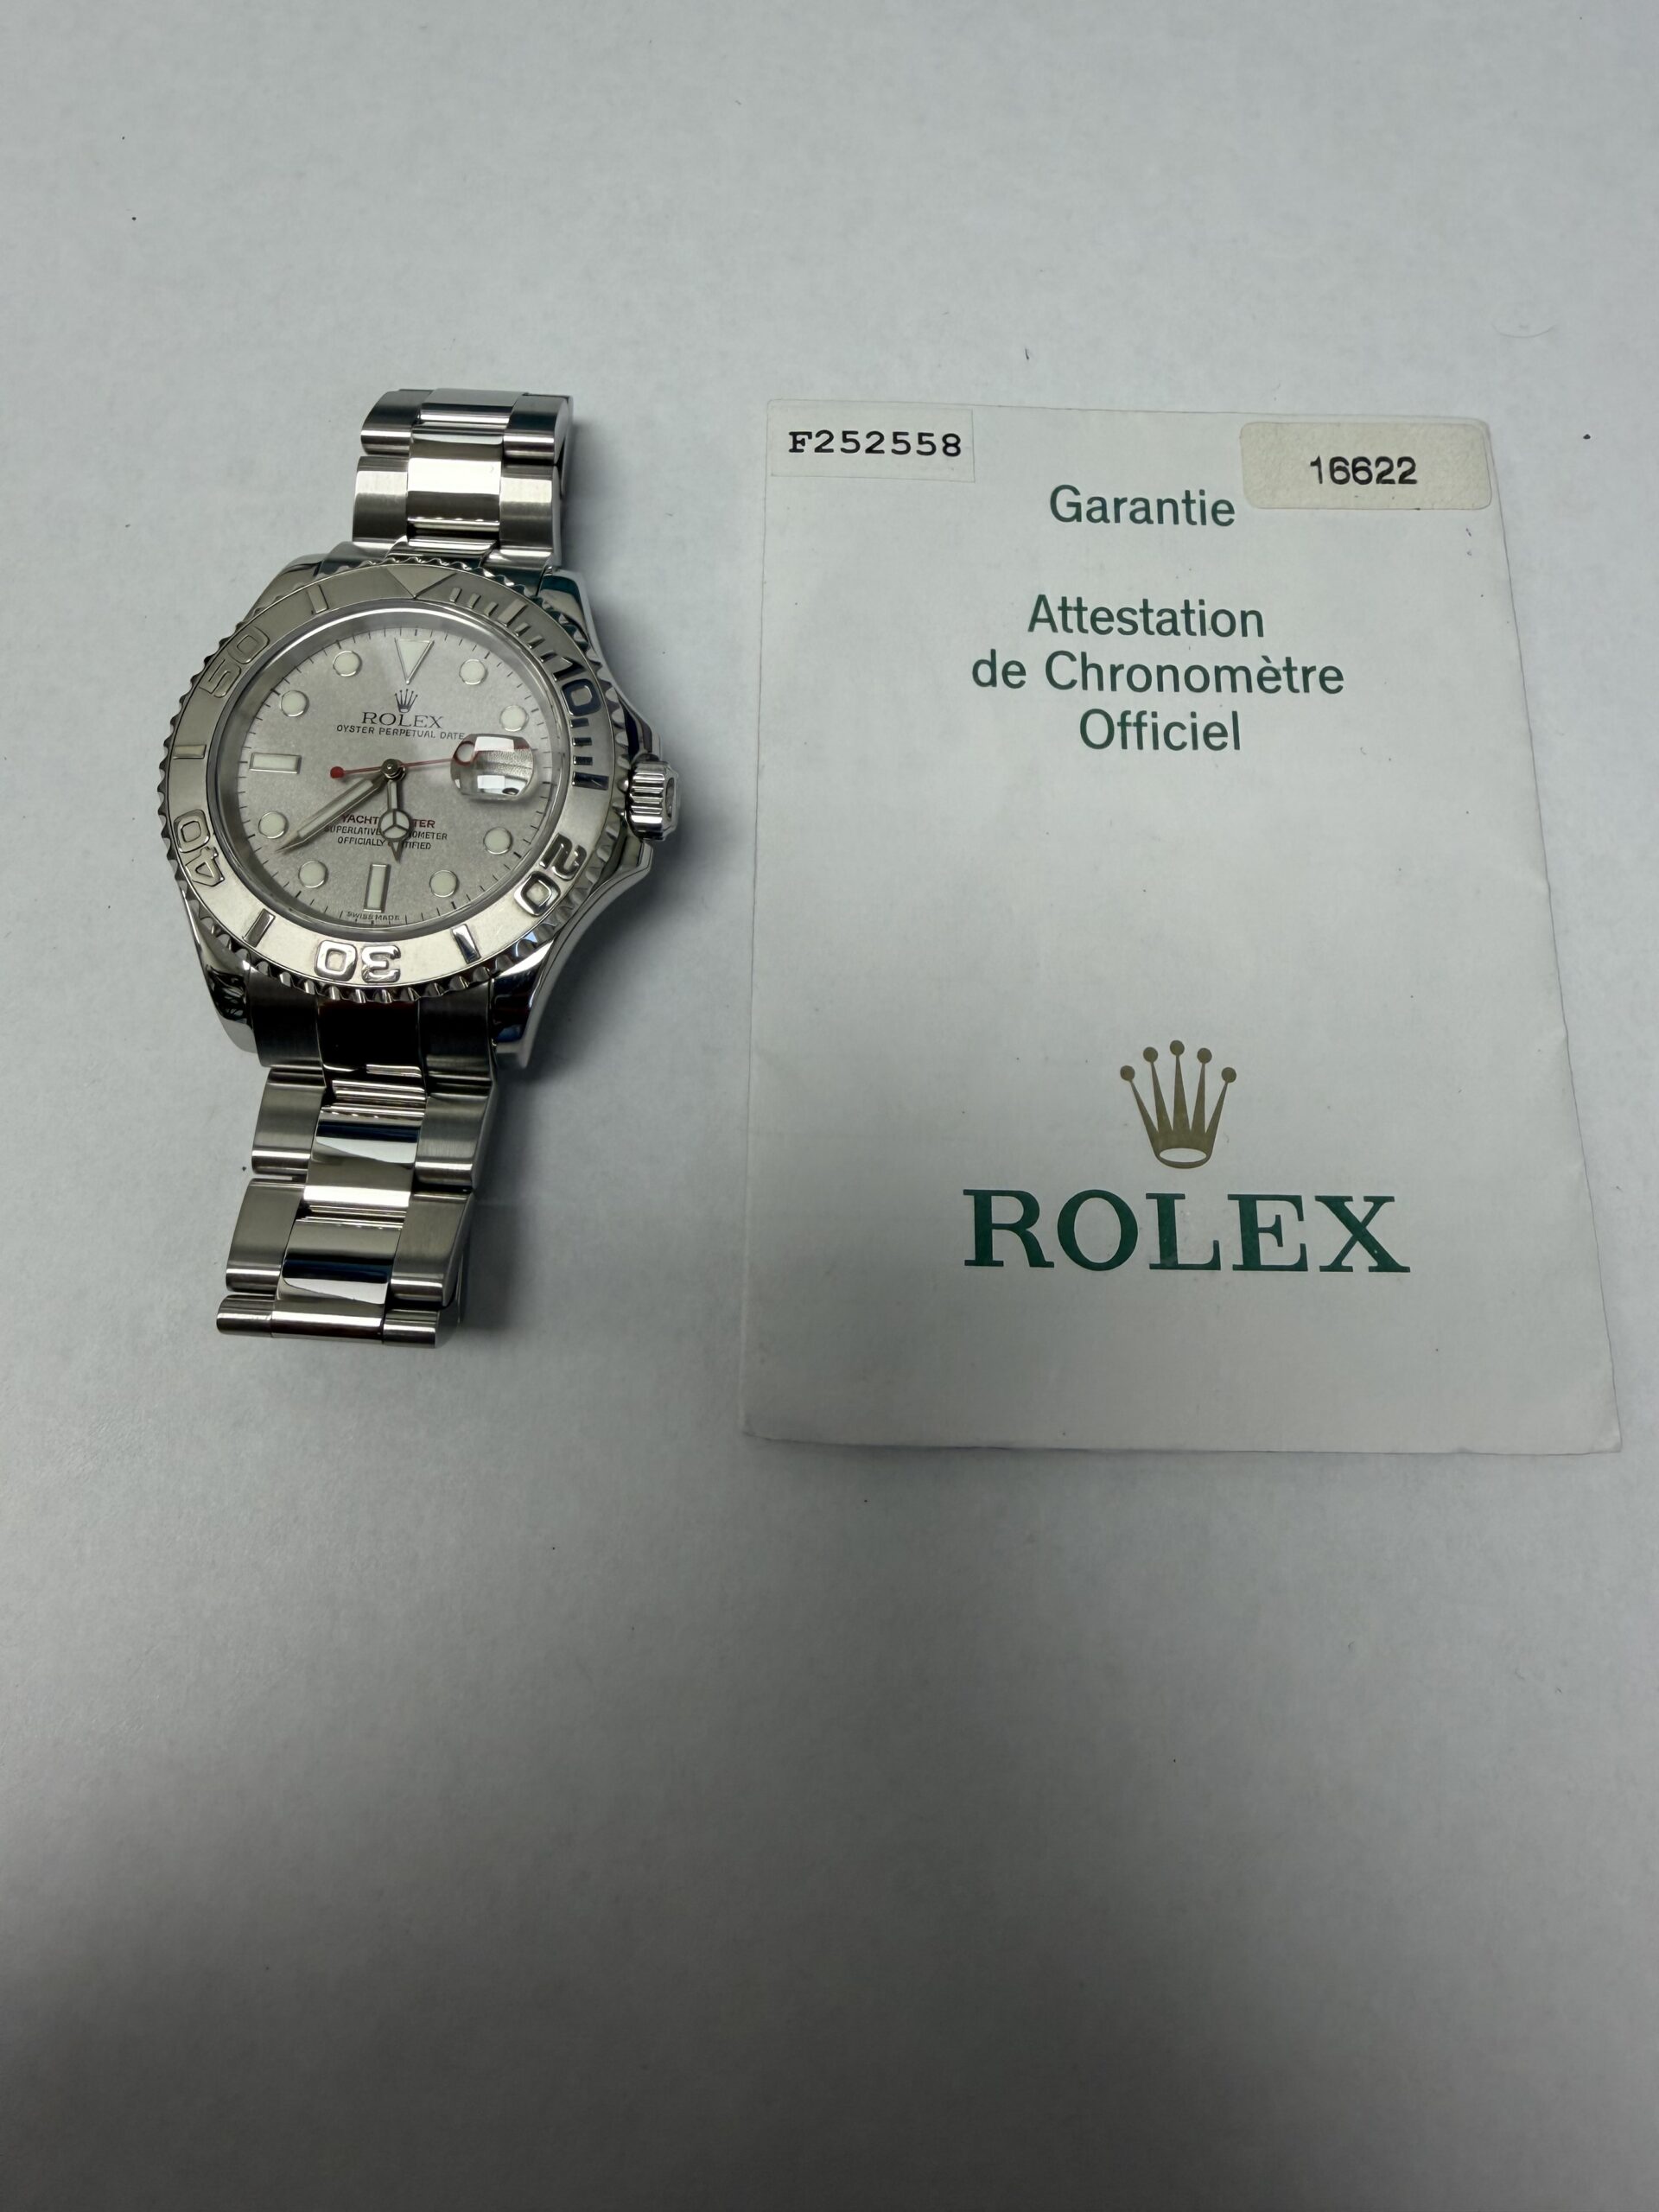 ROLEX
OYSTER PERPETUAL DATE
SUPERLATIVE
OFFICIALLY
SWISS MADE
10
20
30
40
50
F252558
16622
Garantie
Attestation
de Chronomètre
Officiel
ROLEX